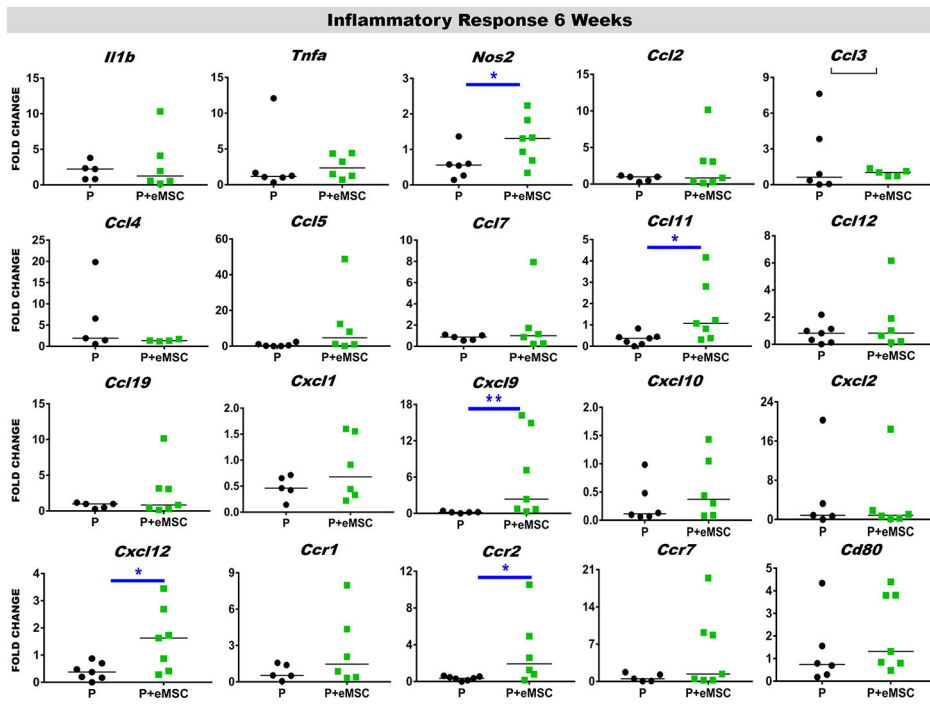 Inflammatory Response 6 Weeks
Il1b Tnfa Nos2 Ccl2 Ccl3
FOLD CHANGE
15 10 5 0 P P+eMSC
15 10 5 0 P P+eMSC
3 2 1 0 * P P+eMSC
15 10 5 0 P P+eMSC
9 6 3 0 P P+eMSC
Ccl4 Ccl5 Ccl7 Ccl11 Ccl12
FOLD CHANGE
25 20 15 10 5 0 P P+eMSC
60 40 20 0 P P+eMSC
10 8 6 4 2 0 P P+eMSC
5 4 3 2 1 0 * P P+eMSC
8 6 4 2 0 P P+eMSC
Ccl19 Cxcl1 Cxcl9 Cxcl10 Cxcl2
FOLD CHANGE
15 10 5 0 P P+eMSC
2.0 1.5 1.0 0.5 0.0 P P+eMSC
18 12 6 0 ** P P+eMSC
2.0 1.5 1.0 0.5 0.0 P P+eMSC
24 16 8 0 P P+eMSC
Cxcl12 Ccr1 Ccr2 Ccr7 Cd80
FOLD CHANGE
4 3 2 1 0 * P P+eMSC
9 6 3 0 P P+eMSC
12 10 8 6 4 2 0 * P P+eMSC
21 14 7 0 P P+eMSC
5 4 3 2 1 0 P P+eMSC